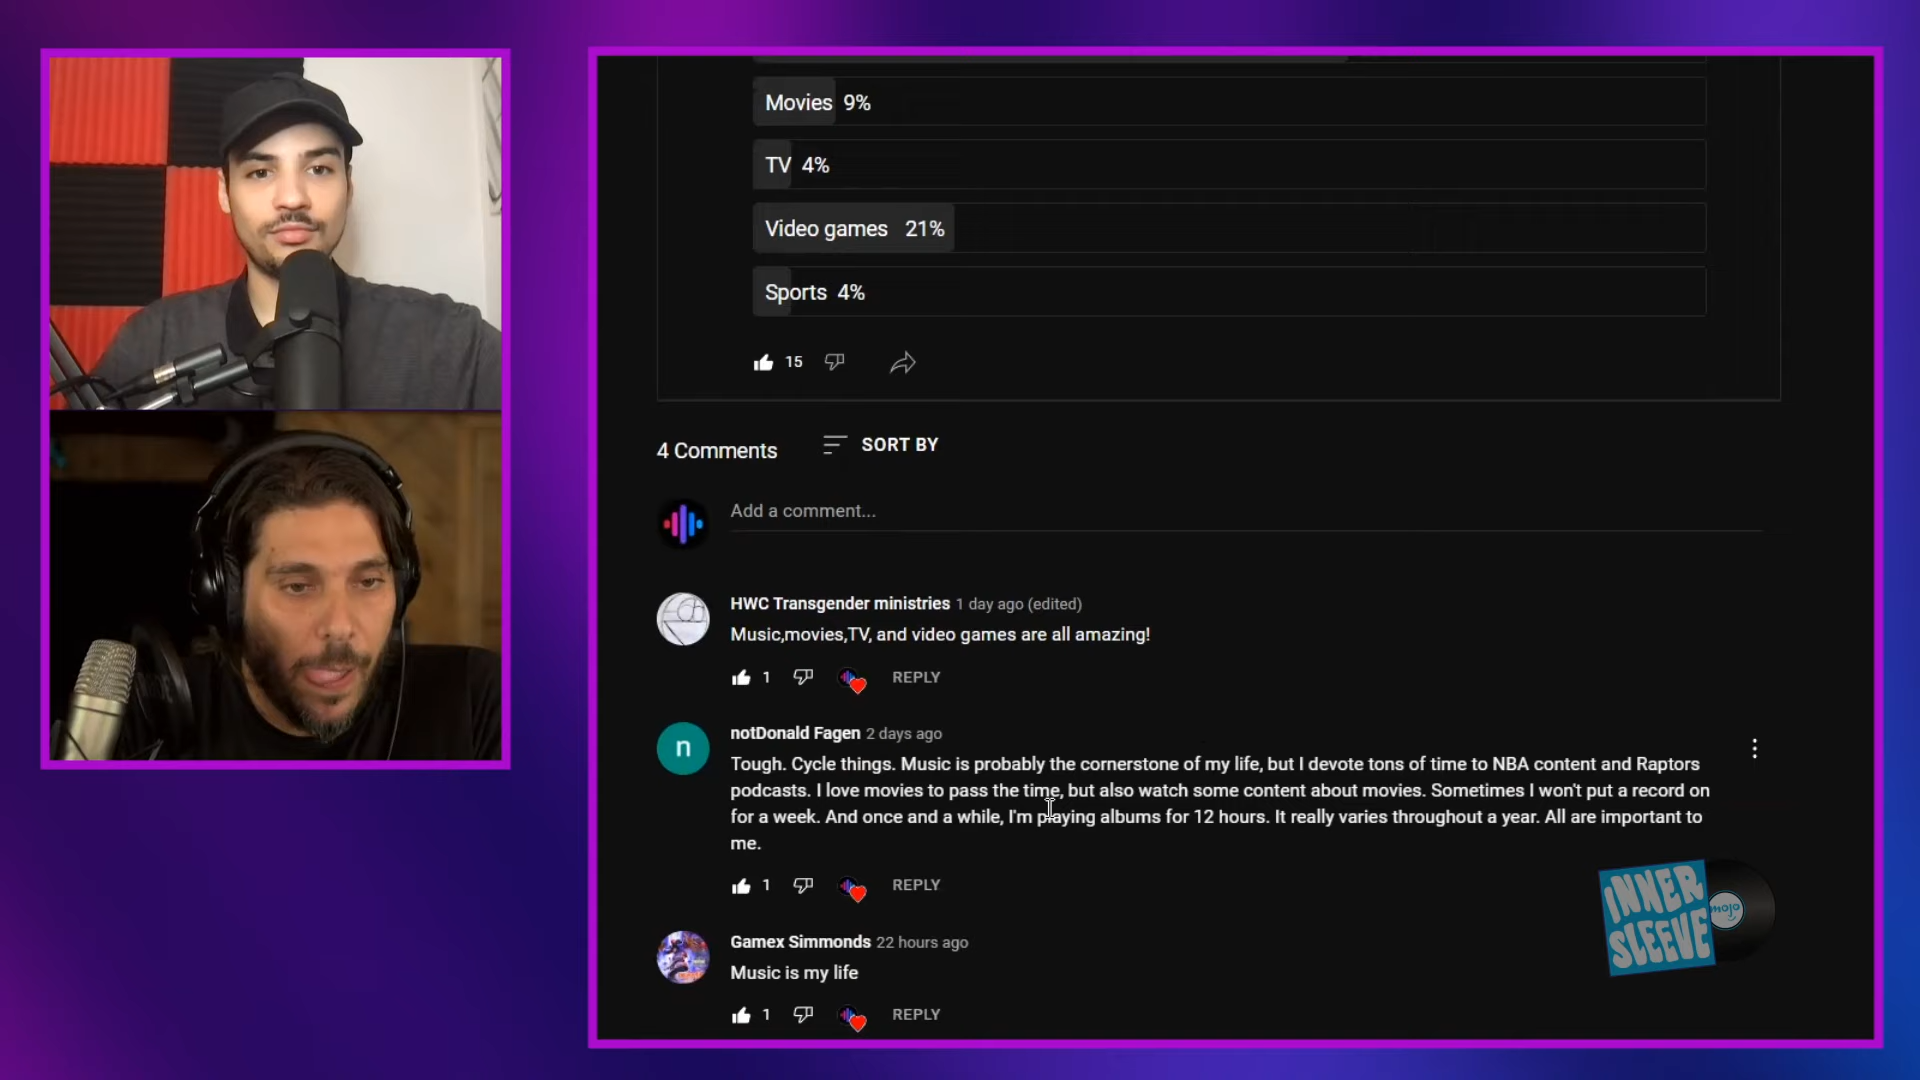 Movies 9%
TV 4%
Video games 21%
Sports 4%
15
4 Comments SORT BY
Add a comment...
HWC Transgender ministries 1 day ago (edited)
Music,movies,TV, and video games are all amazing!
1 REPLY
n
notDonald Fagen 2 days ago
Tough. Cycle things. Music is probably the cornerstone of my life, but I devote tons of time to NBA content and Raptors
podcasts. I love movies to pass the time, but also watch some content about movies. Sometimes I won't put a record on
for a week. And once and a while, I'm playing albums for 12 hours. It really varies throughout a year. All are important to
me.
1 REPLY
INNER
SLEEVE
mojo
Gamex Simmonds 22 hours ago
Music is my life
1 REPLY